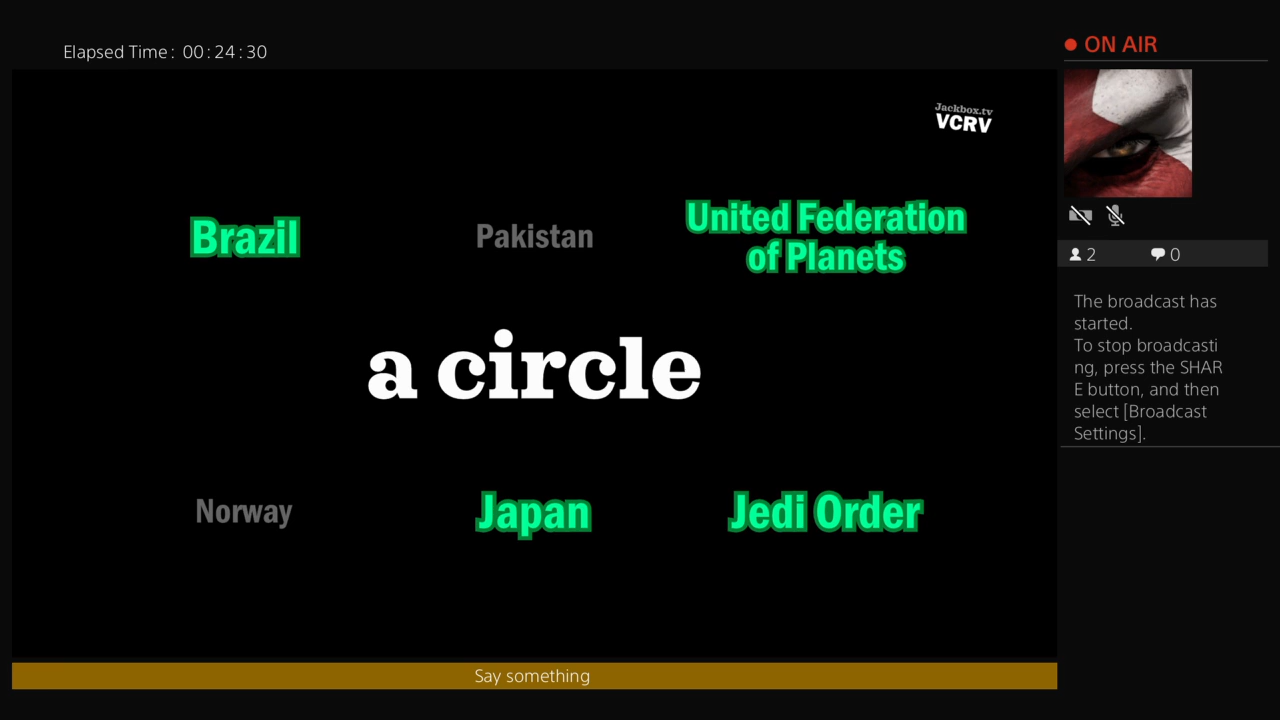 Elapsed Time: 00:24:30
ON AIR
Jackbox.tv
VCRV
Brazil
Pakistan
United Federation
of Planets
a circle
Norway
Japan
Jedi Order
2
0
The broadcast has
started.
To stop broadcasti
ng, press the SHAR
E button, and then
select [Broadcast
Settings].
Say something